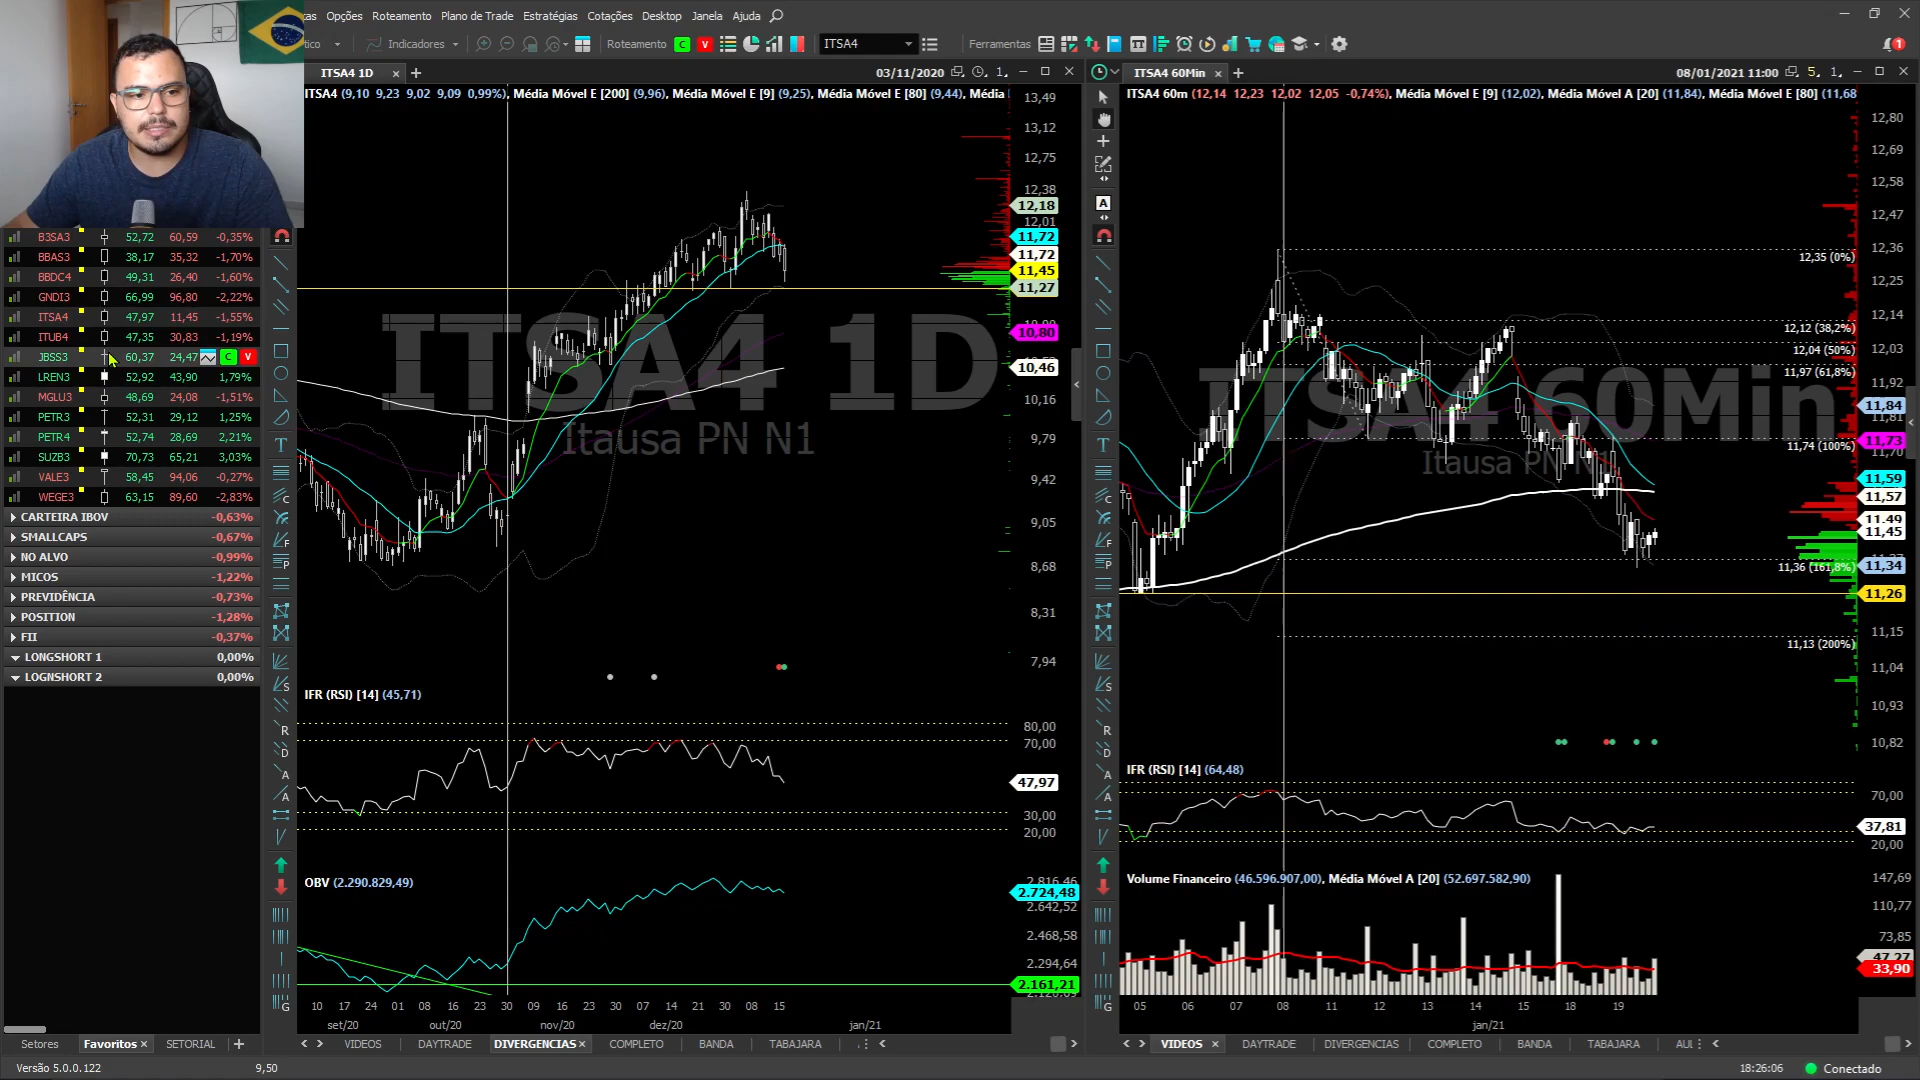 Opções Roteamento Plano de Trade Estratégias Cotações Desktop Janela Ajuda
Indicadores Roteamento C V ITSA4 Ferramentas
ITSA4 1D 03/11/2020 1
ITSA4 60Min 08/01/2021 11:00 5 1
ITSA4 (9,10 9,23 9,02 9,09 0,99%), Média Móvel E [200] (9,96), Média Móvel E [9] (9,25), Média Móvel E [80] (9,44), Média
ITSA4 60m (12,14 12,23 12,02 12,05 -0,74%), Média Móvel E [9] (12,02), Média Móvel A [20] (11,84), Média Móvel E [80] (11,68
B3SA3 52,72 60,59 -0,35%
BBAS3 38,17 35,32 -1,70%
BBDC4 49,31 26,40 -1,60%
GNDI3 66,99 96,80 -2,22%
ITSA4 47,97 11,45 -1,55%
ITUB4 47,35 30,83 -1,19%
JBSS3 60,37 24,47 C V
LREN3 52,92 43,90 1,79%
MGLU3 48,69 24,08 -1,51%
PETR3 52,31 29,12 1,25%
PETR4 52,74 28,69 2,21%
SUZB3 70,73 65,21 3,03%
VALE3 58,45 94,06 -0,27%
WEGE3 63,15 89,60 -2,83%
CARTEIRA IBOV -0,63%
SMALLCAPS -0,67%
NO ALVO -0,99%
MICOS -1,22%
PREVIDÊNCIA -0,73%
POSITION -1,28%
FII -0,37%
LONGSHORT 1 0,00%
LOGNSHORT 2 0,00%
Setores Favoritos SETORIAL
Versão 5.0.0.122 9,50
ITSA4 1D
Itausa PN N1
13,49
13,12
12,75
12,38
12,18
12,01
11,72
11,72
11,45
11,27
10,80
10,46
10,16
9,79
9,42
9,05
8,68
8,31
7,94
IFR (RSI) [14] (45,71)
80,00
70,00
47,97
30,00
20,00
OBV (2.290.829,49)
2.816,46
2.724,48
2.642,52
2.468,58
2.294,64
2.161,21
10 17 24 01 08 16 23 30 09 16 23 30 07 14 21 30 08 15
set/20 out/20 nov/20 dez/20 jan/21
VIDEOS DAYTRADE DIVERGENCIAS COMPLETO BANDA TABAJARA
ITSA4 60Min
Itausa PN N1
12,35 (0%)
12,12 (38,2%)
12,04 (50%)
11,97 (61,8%)
11,74 (100%)
11,36 (161,8%)
11,13 (200%)
12,80
12,69
12,58
12,47
12,36
12,25
12,14
12,03
11,92
11,84
11,81
11,73
11,70
11,59
11,57
11,49
11,45
11,34
11,26
11,15
11,04
10,93
10,82
IFR (RSI) [14] (64,48)
70,00
37,81
20,00
Volume Financeiro (46.596.907,00), Média Móvel A [20] (52.697.582,90)
147,69
110,77
73,85
47,27
33,90
05 06 07 08 11 12 13 14 15 18 19
jan/21
VIDEOS DAYTRADE DIVERGENCIAS COMPLETO BANDA TABAJARA AUL
18:26:06 Conectado